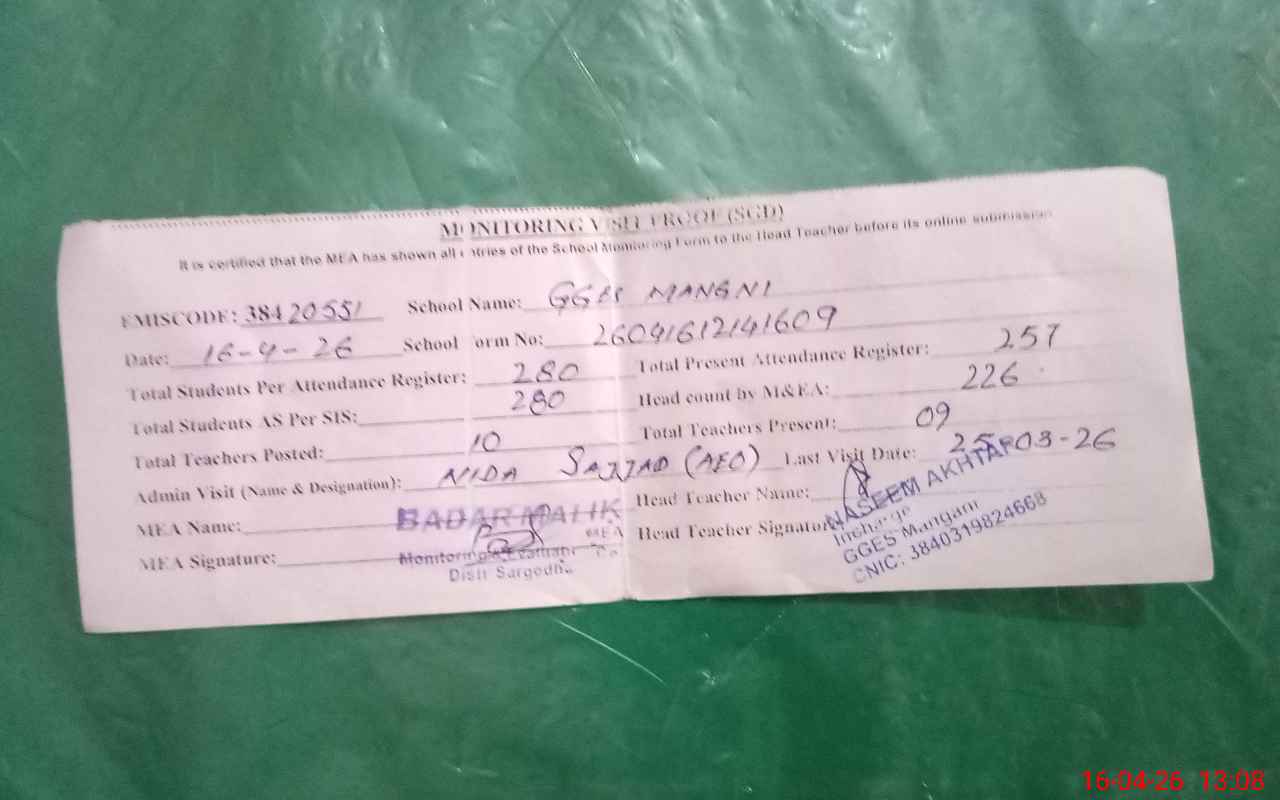 MONITORING VISIT PROOF (SGD)
It is certified that the MEA has shown all entries of the School Monitoring Form to the Head Teacher before its online submission
EMISCODE: 38420551 School Name: GGES MANGNI
Date: 16-4-26 School orm No: 26041612141609
Total Students Per Attendance Register: 280 Total Present Attendance Register: 257
Total Students AS Per SIS: 280 Head count by M&EA: 226
Total Teachers Posted: 10 Total Teachers Present: 09
Admin Visit (Name & Designation): NIDA SAJJAD (AEO) Last Visit Date: 25-03-26
MEA Name: BADAR MALIK Head Teacher Name:
MEA
MEA Signature: Head Teacher Signature
Monitoring
Distt Sargodha
NASEEM AKHTAR
Incharge
GGES Mangani
CNIC: 3840319824668
16-04-26 13:08